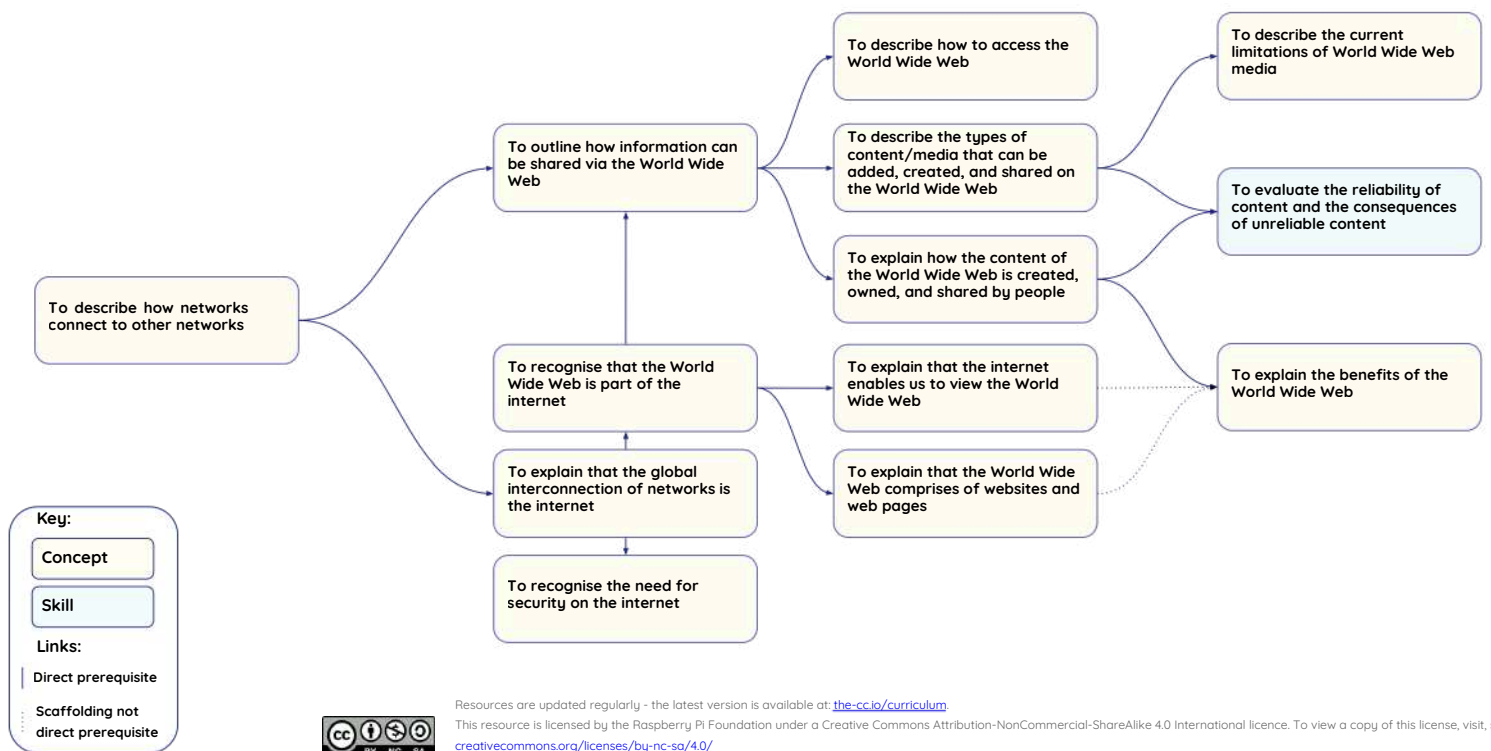 To describe how networks
connect to other networks
To outline how information can
be shared via the World Wide
Web
To recognise that the World
Wide Web is part of the
internet
To explain that the global
interconnection of networks is
the internet
To recognise the need for
security on the internet
To describe how to access the
World Wide Web
To describe the types of
content/media that can be
added, created, and shared on
the World Wide Web
To explain how the content of
the World Wide Web is created,
owned, and shared by people
To explain that the internet
enables us to view the World
Wide Web
To explain that the World Wide
Web comprises of websites and
web pages
To describe the current
limitations of World Wide Web
media
To evaluate the reliability of
content and the consequences
of unreliable content
To explain the benefits of the
World Wide Web
Key:
Concept
Skill
Links:
Direct prerequisite
Scaffolding not
direct prerequisite
cc
Resources are updated regularly - the latest version is available at: the-cc.io/curriculum.
This resource is licensed by the Raspberry Pi Foundation under a Creative Commons Attribution-NonCommercial-ShareAlike 4.0 International licence. To view a copy of this license, visit,
creativecommons.org/licenses/by-nc-sa/4.0/